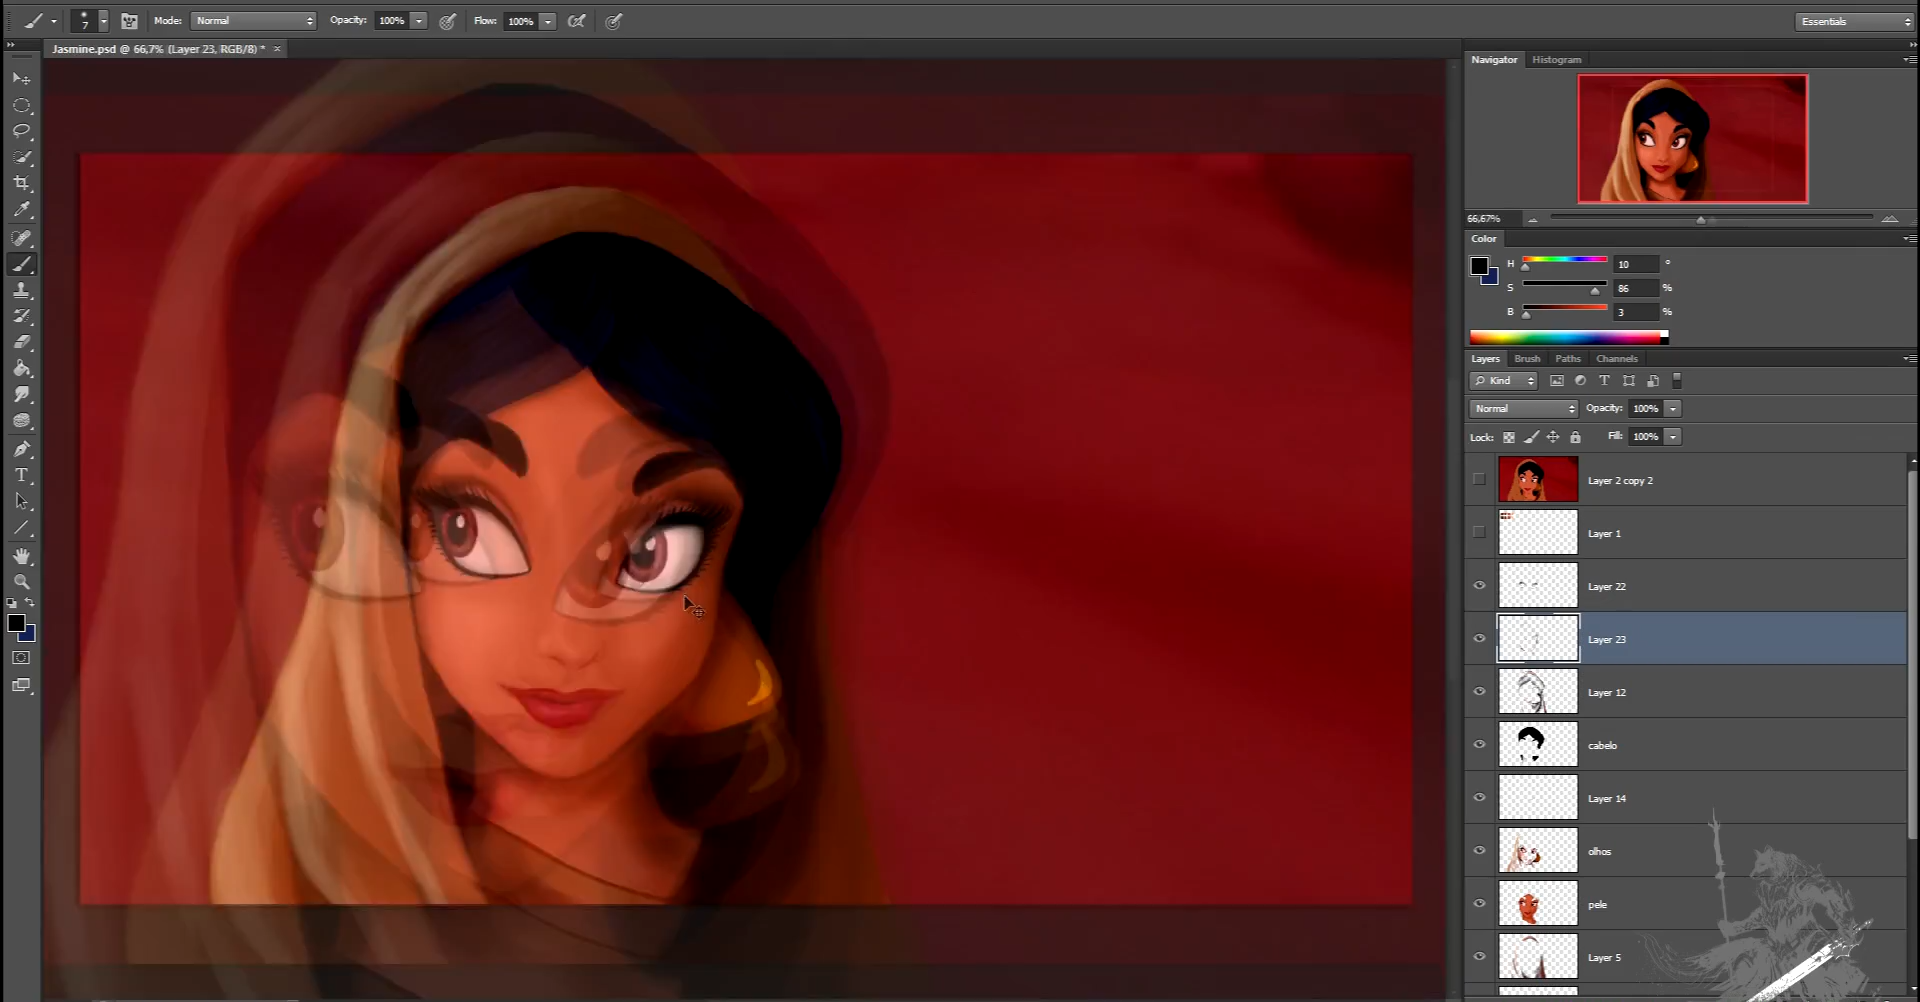 7
Mode: Normal
Opacity: 100%
Flow: 100%
Essentials
Jasmine.psd @ 66,7% (Layer 23, RGB/8) * ×
Navigator Histogram
66,67%
Color
H 10 °
S 86 %
B 3 %
Layers Brush Paths Channels
Kind
Normal Opacity: 100%
Lock: Fill: 100%
Layer 2 copy 2
Layer 1
Layer 22
Layer 23
Layer 12
cabelo
Layer 14
olhos
pele
Layer 5